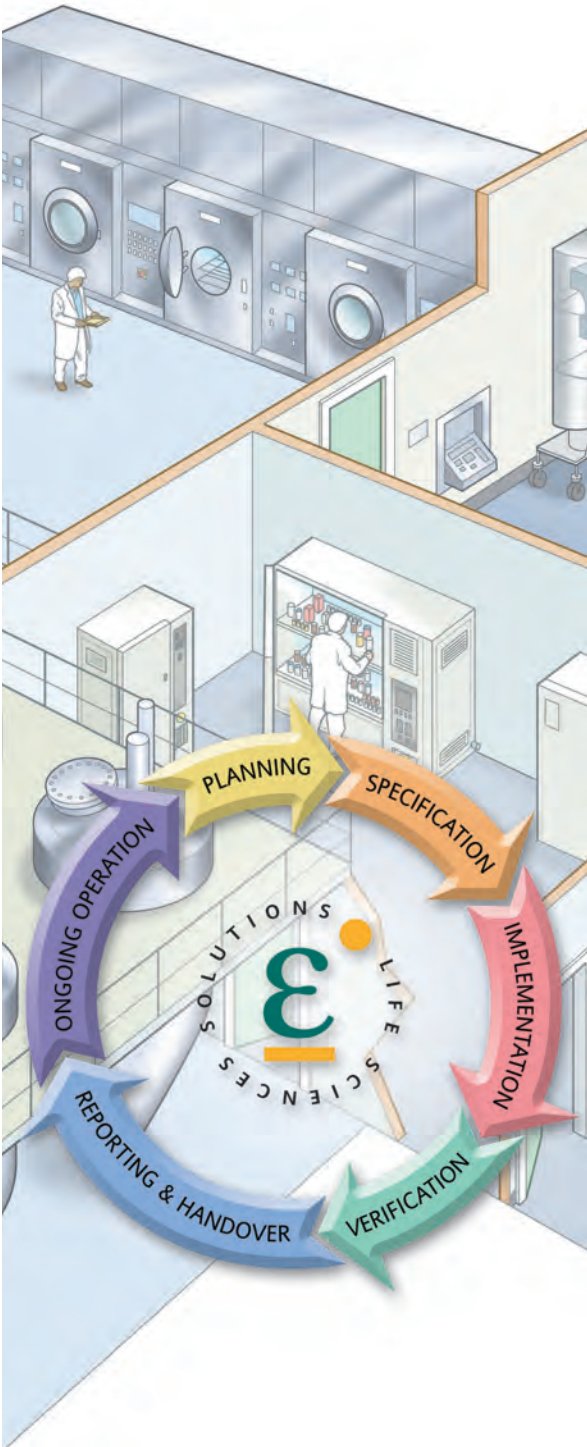 PLANNING
SPECIFICATION
IMPLEMENTATION
VERIFICATION
REPORTING & HANDOVER
ONGOING OPERATION
LIFE SCIENCES SOLUTIONS
ε